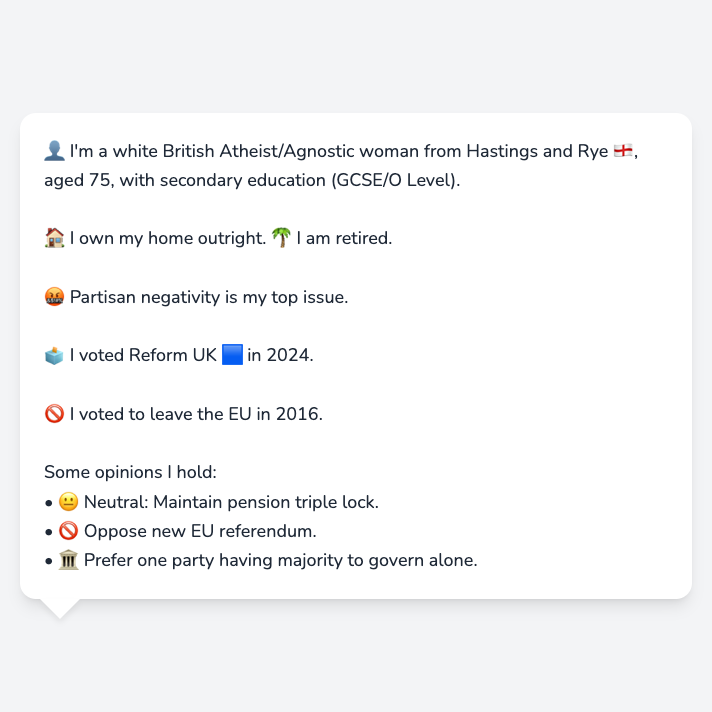 👤 I'm a white British Atheist/Agnostic woman from Hastings and Rye 🏴󠁧󠁢󠁥󠁮󠁧󠁿,
aged 75, with secondary education (GCSE/O Level).
🏠 I own my home outright. 🌴 I am retired.
🤬 Partisan negativity is my top issue.
🗳️ I voted Reform UK 🟦 in 2024.
🚫 I voted to leave the EU in 2016.
Some opinions I hold:
• 😐 Neutral: Maintain pension triple lock.
• 🚫 Oppose new EU referendum.
• 🏛️ Prefer one party having majority to govern alone.